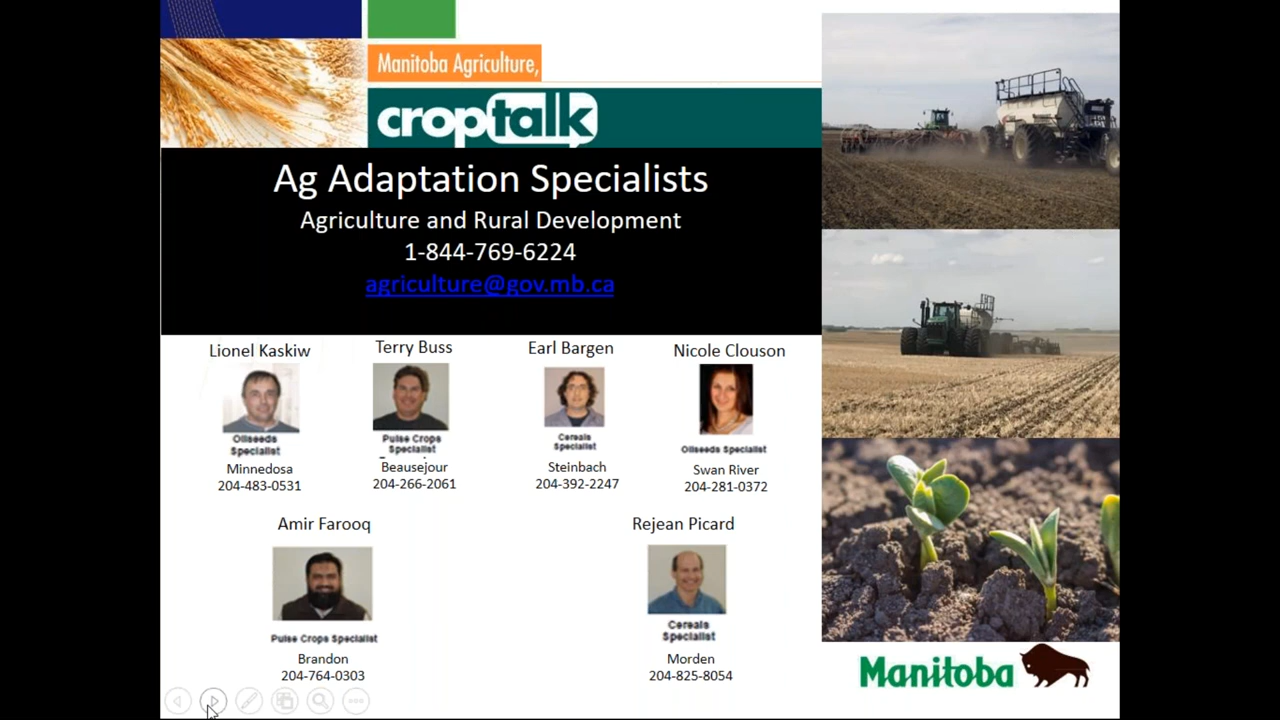 Manitoba Agriculture,
croptalk
Ag Adaptation Specialists
Agriculture and Rural Development
1-844-769-6224
agriculture@gov.mb.ca
Lionel Kaskiw
Oilseeds
Specialist
Minnedosa
204-483-0531
Terry Buss
Pulse Crops
Specialist
Beausejour
204-266-2061
Earl Bargen
Cereals
Specialist
Steinbach
204-392-2247
Nicole Clouson
Oilseeds Specialist
Swan River
204-281-0372
Amir Farooq
Pulse Crops Specialist
Brandon
204-764-0303
Rejean Picard
Cereals
Specialist
Morden
204-825-8054
Manitoba